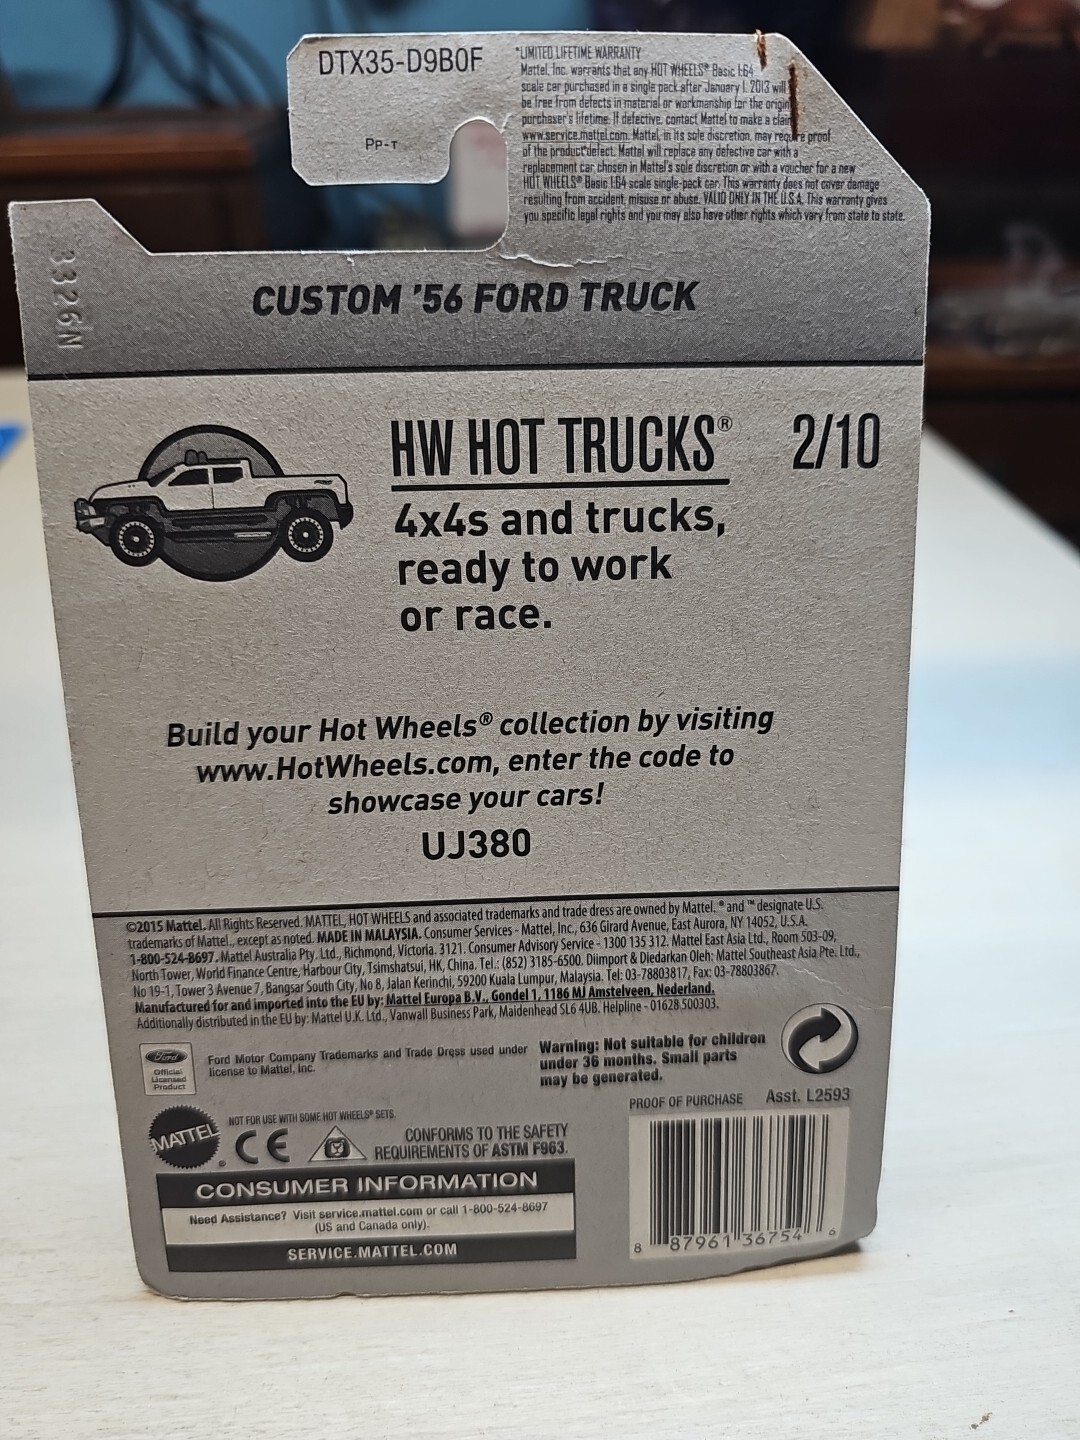 DTX35-D9B0F
Pp-T
*LIMITED LIFETIME WARRANTY
Mattel, Inc. warrants that any HOT WHEELS® Basic 1:64
scale car purchased in a single pack after January 1, 2013 will
be free from defects in material or workmanship for the origin
purchaser's lifetime. If defective, contact Mattel to make a claim
www.service.mattel.com. Mattel, in its sole discretion, may require proof
of the product defect. Mattel will replace any defective car with a
replacement car, chosen in Mattel's sole discretion or with a voucher for a new
HOT WHEELS® Basic 1:64 scale single-pack car. This warranty does not cover damage
resulting from accident, misuse or abuse. VALID ONLY IN THE U.S.A. This warranty gives
you specific legal rights and you may also have other rights which vary from state to state.
3326N
CUSTOM '56 FORD TRUCK
HW HOT TRUCKS® 2/10
4x4s and trucks,
ready to work
or race.
Build your Hot Wheels® collection by visiting
www.HotWheels.com, enter the code to
showcase your cars!
UJ380
©2015 Mattel. All Rights Reserved. MATTEL, HOT WHEELS and associated trademarks and trade dress are owned by Mattel. ® and ™ designate U.S.
trademarks of Mattel., except as noted. MADE IN MALAYSIA. Consumer Services - Mattel, Inc., 636 Girard Avenue, East Aurora, NY 14052, U.S.A.
1-800-524-8697. Mattel Australia Pty. Ltd., Richmond, Victoria. 3121. Consumer Advisory Service - 1300 135 312. Mattel East Asia Ltd., Room 503-09,
North Tower, World Finance Centre, Harbour City, Tsimshatsui, HK, China. Tel.: (852) 3185-6500. Diimport & Diedarkan Oleh: Mattel Southeast Asia Pte. Ltd.,
No 19-1, Tower 3 Avenue 7, Bangsar South City, No 8, Jalan Kerinchi, 59200 Kuala Lumpur, Malaysia. Tel: 03-78803817, Fax: 03-78803867.
Manufactured for and imported into the EU by: Mattel Europa B.V., Gondel 1, 1186 MJ Amstelveen, Nederland.
Additionally distributed in the EU by: Mattel U.K. Ltd., Vanwall Business Park, Maidenhead SL6 4UB. Helpline - 01628 500303.
Ford
Official
Licensed
Product
Ford Motor Company Trademarks and Trade Dress used under
license to Mattel, Inc.
Warning: Not suitable for children
under 36 months. Small parts
may be generated.
MATTEL®
NOT FOR USE WITH SOME HOT WHEELS® SETS.
CE
CONFORMS TO THE SAFETY
REQUIREMENTS OF ASTM F963.
PROOF OF PURCHASE Asst. L2593
CONSUMER INFORMATION
Need Assistance? Visit service.mattel.com or call 1-800-524-8697
(US and Canada only).
SERVICE.MATTEL.COM
8 87961 36754 6